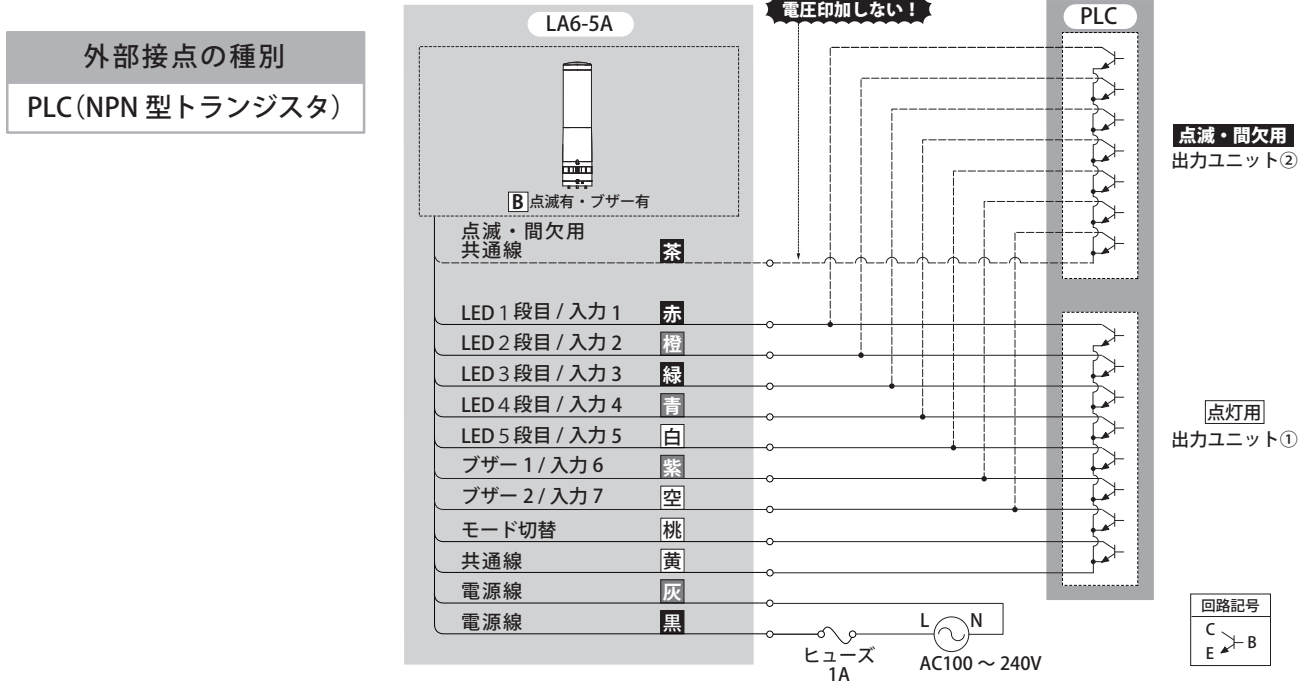 外部接点の種別
PLC(NPN 型トランジスタ)
LA6-5A
B 点滅有・ブザー有
電圧印加しない!
PLC
点滅・間欠用
共通線
茶
LED 1 段目 / 入力 1
赤
LED 2 段目 / 入力 2
橙
LED 3 段目 / 入力 3
緑
LED 4 段目 / 入力 4
青
LED 5 段目 / 入力 5
白
ブザー 1 / 入力 6
紫
ブザー 2 / 入力 7
空
モード切替
桃
共通線
黄
電源線
灰
電源線
黒
ヒューズ
1A
L
N
AC100 ～ 240V
点滅・間欠用
出力ユニット②
点灯用
出力ユニット①
回路記号
C
B
E